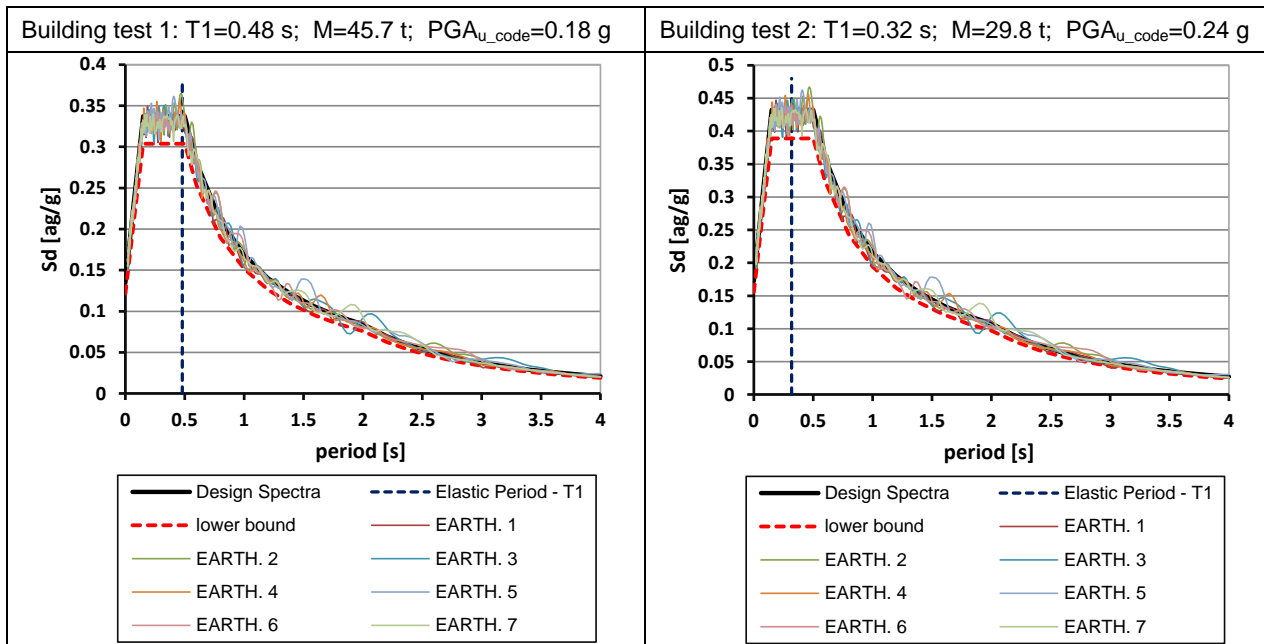 Building test 1: T1=0.48 s; M=45.7 t; PGAu_code=0.18 g
0.4
0.35
0.3
0.25
0.2
0.15
0.1
0.05
0
Sd [ag/g]
0 0.5 1 1.5 2 2.5 3 3.5 4
period [s]
Design Spectra Elastic Period - T1
lower bound EARTH. 1
EARTH. 2 EARTH. 3
EARTH. 4 EARTH. 5
EARTH. 6 EARTH. 7
Building test 2: T1=0.32 s; M=29.8 t; PGAu_code=0.24 g
0.5
0.45
0.4
0.35
0.3
0.25
0.2
0.15
0.1
0.05
0
Sd [ag/g]
0 0.5 1 1.5 2 2.5 3 3.5 4
period [s]
Design Spectra Elastic Period - T1
lower bound EARTH. 1
EARTH. 2 EARTH. 3
EARTH. 4 EARTH. 5
EARTH. 6 EARTH. 7